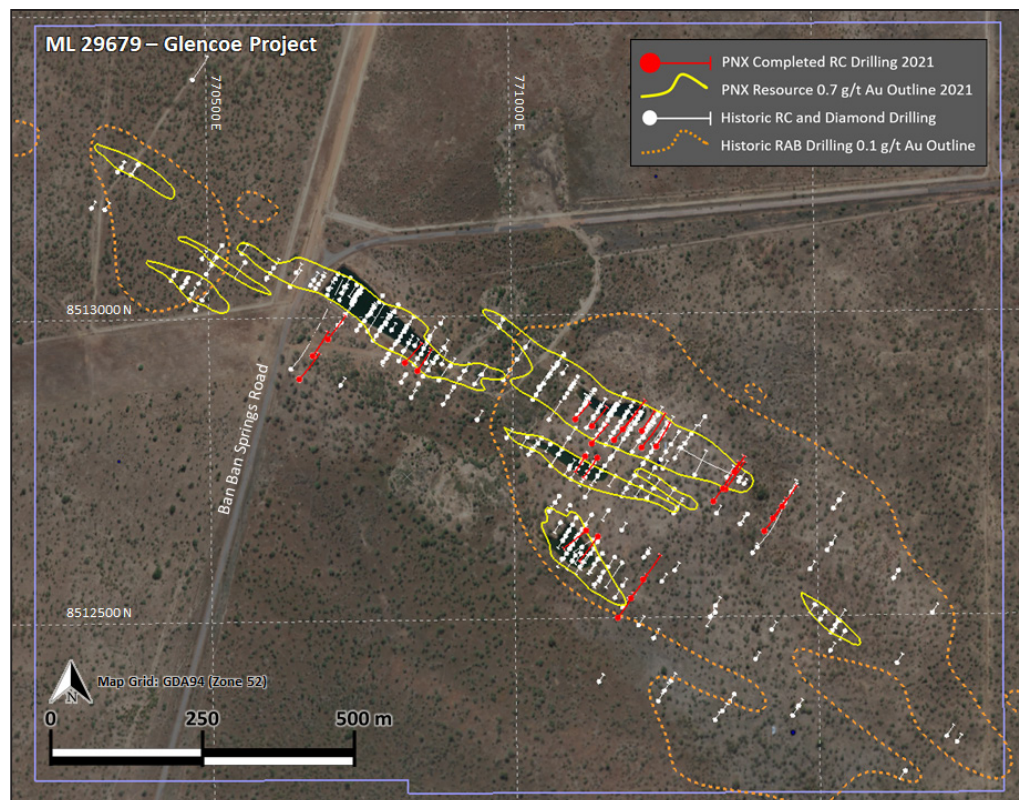 ML 29679 – Glencoe Project
PNX Completed RC Drilling 2021
PNX Resource 0.7 g/t Au Outline 2021
Historic RC and Diamond Drilling
Historic RAB Drilling 0.1 g/t Au Outline
770500 E
771000 E
8513000 N
Ban Ban Springs Road
8512500 N
N
Map Grid: GDA94 (Zone 52)
0 250 500 m